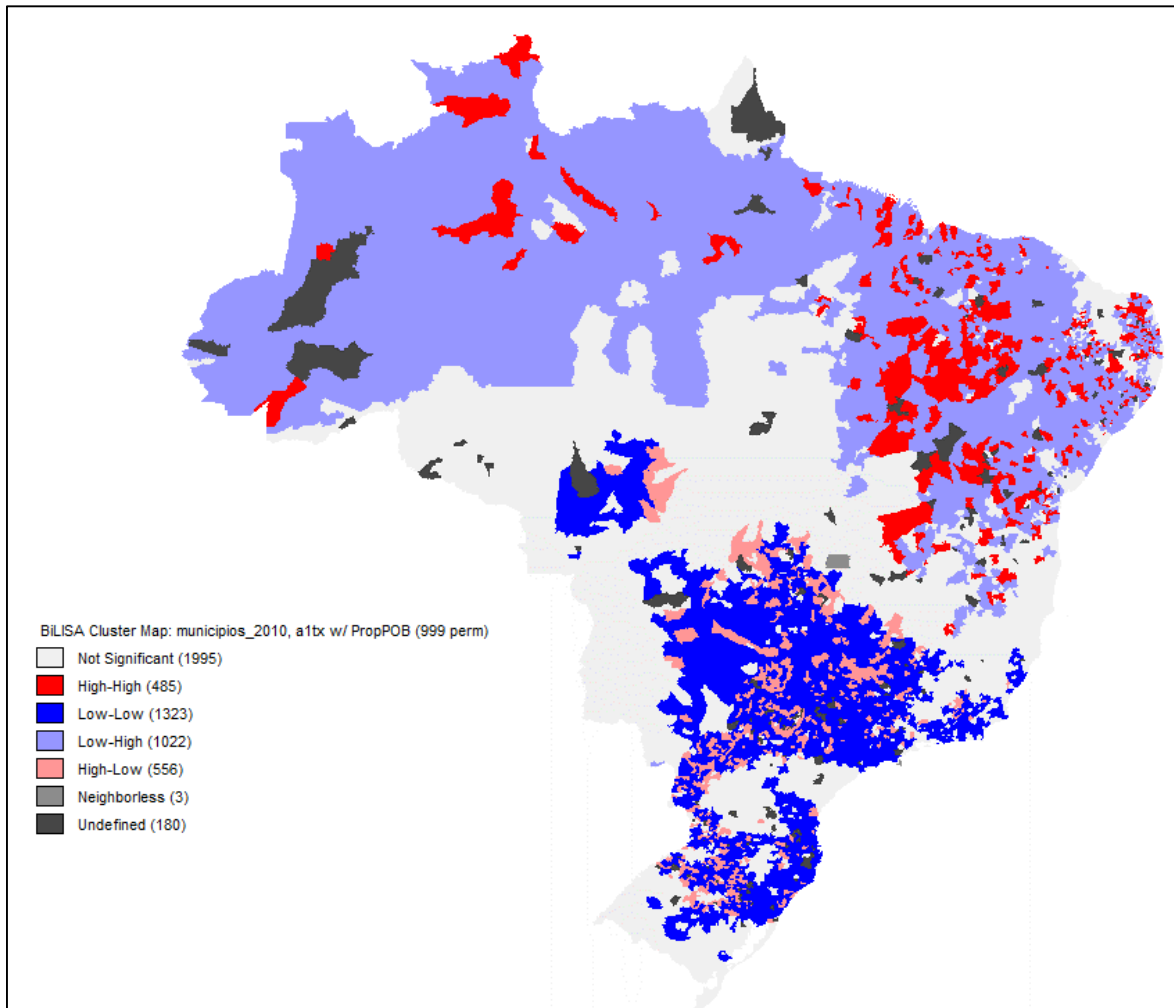 BiLISA Cluster Map: municipios_2010, a1tx w/ PropPOB (999 perm)
Not Significant (1995)
High-High (485)
Low-Low (1323)
Low-High (1022)
High-Low (556)
Neighborless (3)
Undefined (180)